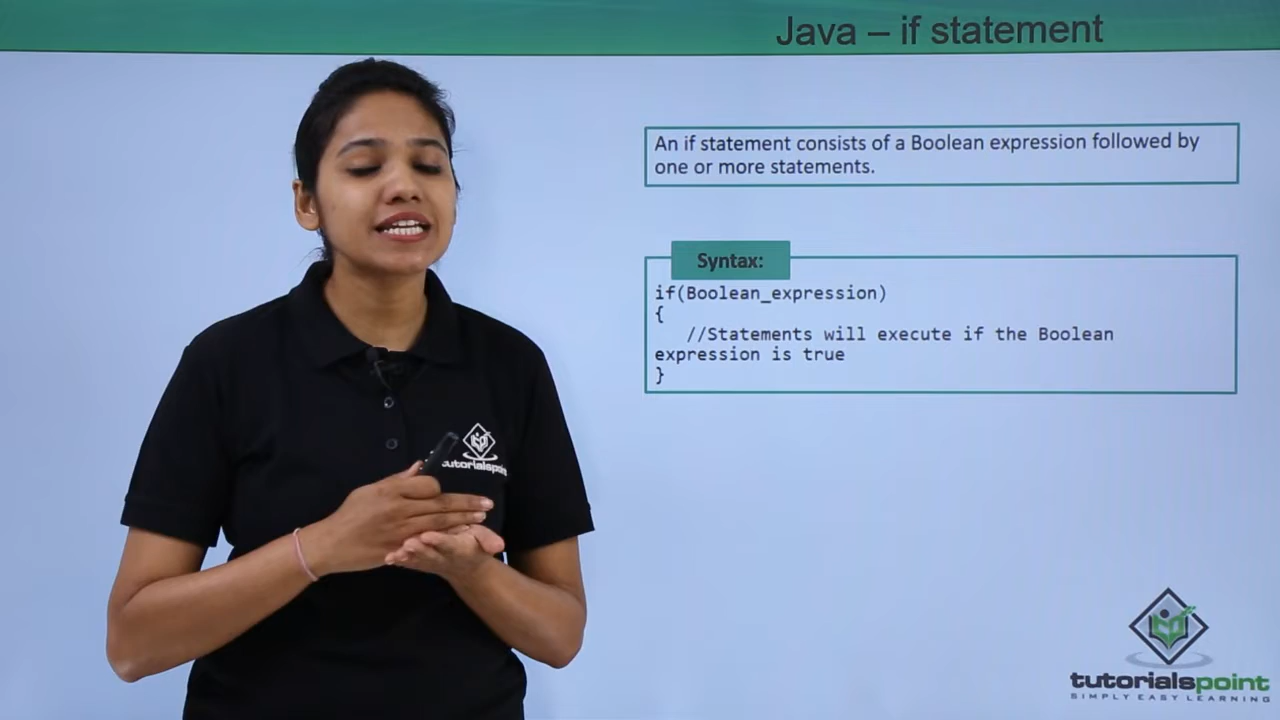 Java – if statement
An if statement consists of a Boolean expression followed by
one or more statements.
Syntax:
if(Boolean_expression)
{
//Statements will execute if the Boolean
expression is true
}
tutorialspoint
tutorialspoint
SIMPLY EASY LEARNING